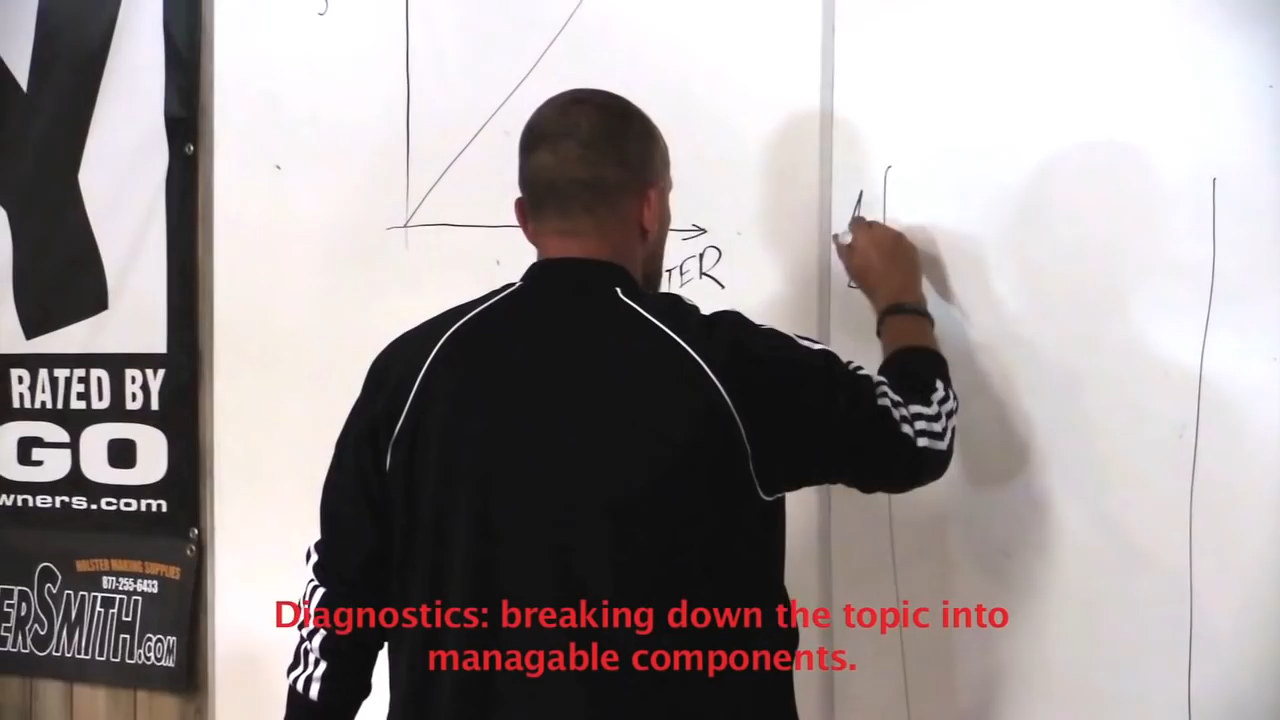 TER
RATED BY
GO
wners.com
HOLSTER MAKING SUPPLIES
877-255-6433
ERSMITH.COM
Diagnostics: breaking down the topic into
managable components.